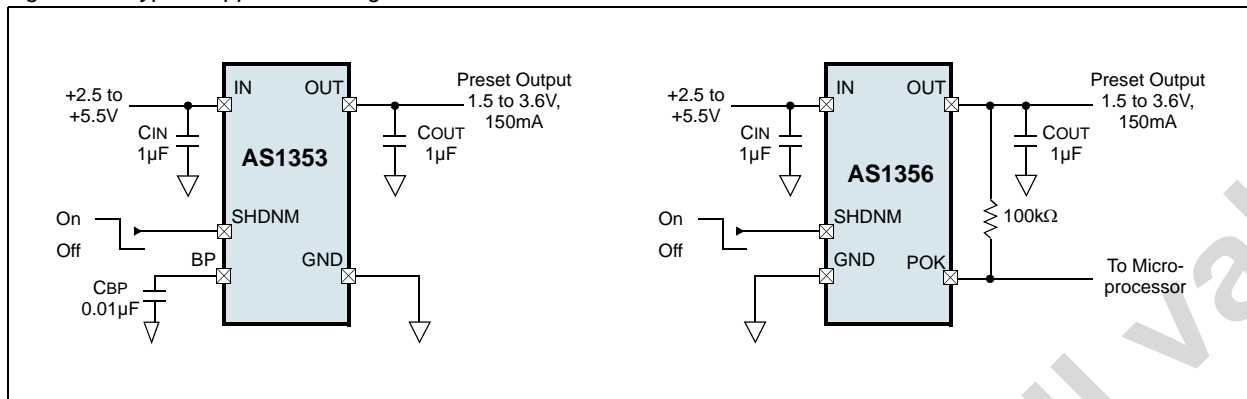 +2.5 to
+5.5V
CIN
1µF
IN
OUT
AS1353
Preset Output
1.5 to 3.6V,
150mA
COUT
1µF
On
Off
SHDNM
BP
GND
CBP
0.01µF
+2.5 to
+5.5V
CIN
1µF
IN
OUT
AS1356
Preset Output
1.5 to 3.6V,
150mA
COUT
1µF
On
Off
SHDNM
100kΩ
GND
POK
To Micro-
processor